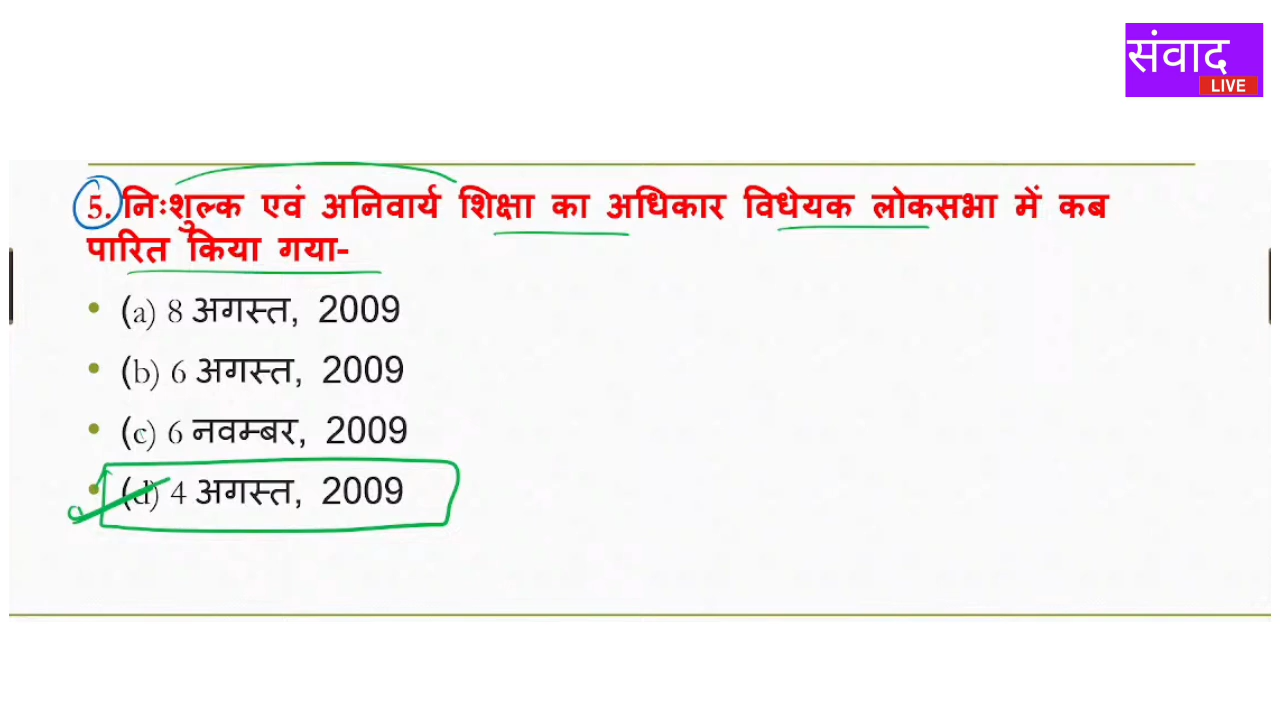 संवाद
LIVE
5. निःशुल्क एवं अनिवार्य शिक्षा का अधिकार विधेयक लोकसभा में कब
पारित किया गया-
• (a) 8 अगस्त, 2009
• (b) 6 अगस्त, 2009
• (c) 6 नवम्बर, 2009
• (d) 4 अगस्त, 2009